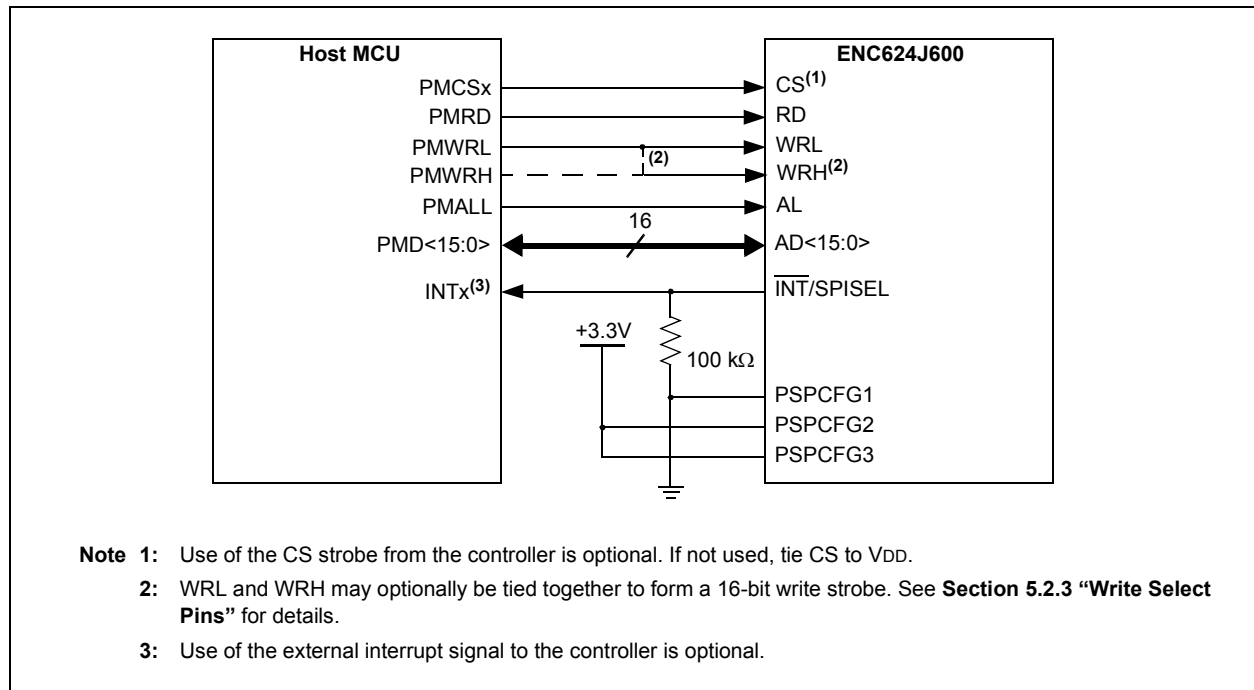 Host MCU
ENC624J600
PMCSx
CS(1)
PMRD
RD
PMWRL
WRL
(2)
PMWRH
WRH(2)
PMALL
AL
16
PMD<15:0>
AD<15:0>
INTx(3)
INT/SPISEL
+3.3V
100 kΩ
PSPCFG1
PSPCFG2
PSPCFG3
Note 1: Use of the CS strobe from the controller is optional. If not used, tie CS to VDD.
2: WRL and WRH may optionally be tied together to form a 16-bit write strobe. See Section 5.2.3 “Write Select
Pins” for details.
3: Use of the external interrupt signal to the controller is optional.